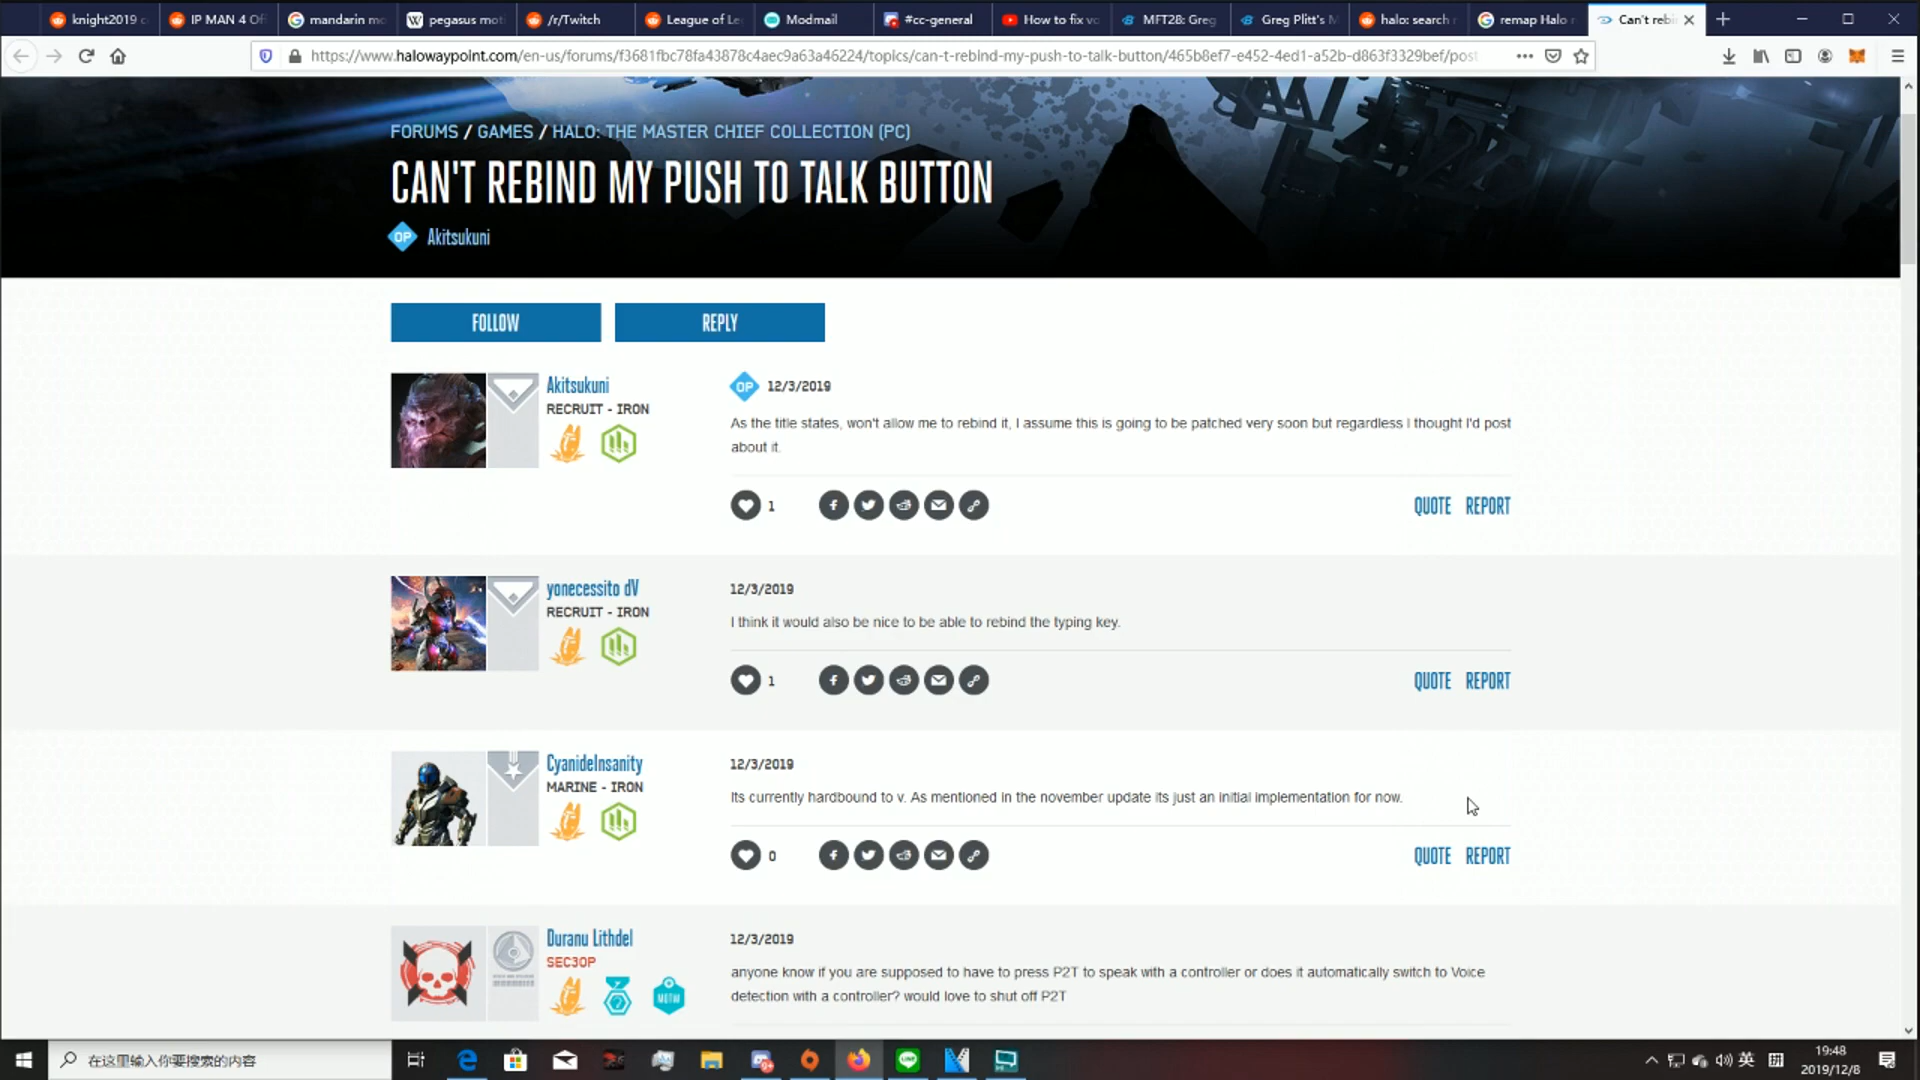 knight2019 c
IP MAN 4 Off
mandarin mo
pegasus mot
/r/Twitch
League of Le
Modmail
#cc-general
How to fix vo
MFT28: Greg
Greg Plitt's M
halo: search r
remap Halo r
Can't rebin
https://www.halowaypoint.com/en-us/forums/f3681fbc78fa43878c4aec9a63a46224/topics/can-t-rebind-my-push-to-talk-button/465b8ef7-e452-4ed1-a52b-d863f3329bef/post
FORUMS / GAMES / HALO: THE MASTER CHIEF COLLECTION (PC)
CAN'T REBIND MY PUSH TO TALK BUTTON
OP Akitsukuni
FOLLOW
REPLY
Akitsukuni
RECRUIT - IRON
OP 12/3/2019
As the title states, won't allow me to rebind it, I assume this is going to be patched very soon but regardless I thought I'd post
about it.
1
QUOTE REPORT
yonecessito dV
RECRUIT - IRON
12/3/2019
I think it would also be nice to be able to rebind the typing key.
1
QUOTE REPORT
CyanideInsanity
MARINE - IRON
12/3/2019
Its currently hardbound to v. As mentioned in the november update its just an initial implementation for now.
0
QUOTE REPORT
Duranu Lithdel
SEC3OP
MOTW
12/3/2019
anyone know if you are supposed to have to press P2T to speak with a controller or does it automatically switch to Voice
detection with a controller? would love to shut off P2T
在这里输入你要搜索的内容
英
19:48
2019/12/8